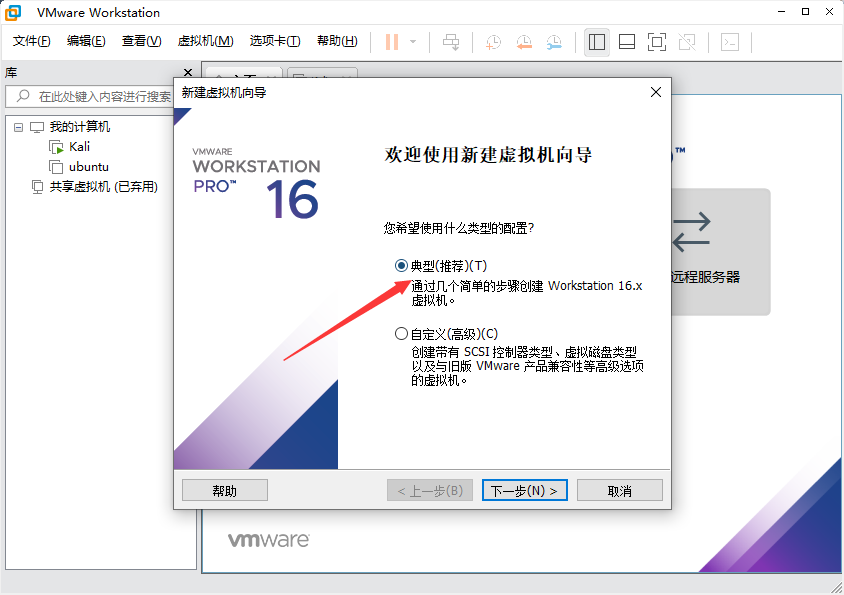 VMware Workstation
文件(F) 编辑(E) 查看(V) 虚拟机(M) 选项卡(T) 帮助(H)
库
在此处键入内容进行搜索
我的计算机
Kali
ubuntu
共享虚拟机 (已弃用)
新建虚拟机向导
VMWARE
WORKSTATION
PRO™ 16
欢迎使用新建虚拟机向导
您希望使用什么类型的配置?
典型(推荐)(T)
通过几个简单的步骤创建 Workstation 16.x
虚拟机。
自定义(高级)(C)
创建带有 SCSI 控制器类型、虚拟磁盘类型
以及与旧版 VMware 产品兼容性等高级选项
的虚拟机。
™
远程服务器
帮助 < 上一步(B) 下一步(N) > 取消
vmware